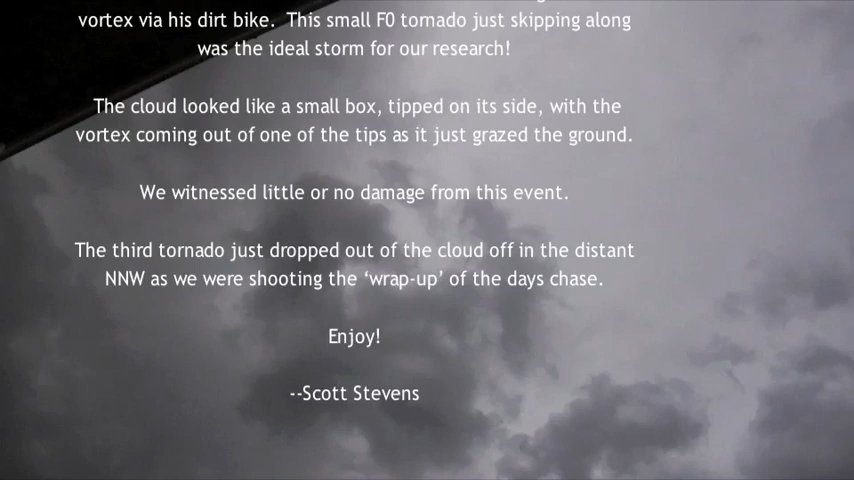 vortex via his dirt bike. This small F0 tornado just skipping along
was the ideal storm for our research!
The cloud looked like a small box, tipped on its side, with the
vortex coming out of one of the tips as it just grazed the ground.
We witnessed little or no damage from this event.
The third tornado just dropped out of the cloud off in the distant
NNW as we were shooting the ‘wrap-up’ of the days chase.
Enjoy!
--Scott Stevens